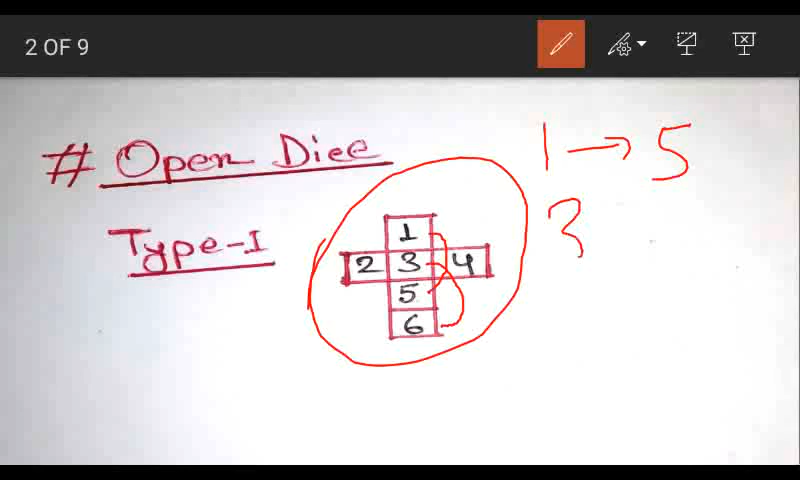 2 OF 9
# Open Dice
1 → 5
3
Type-I
1
2 3 4
5
6